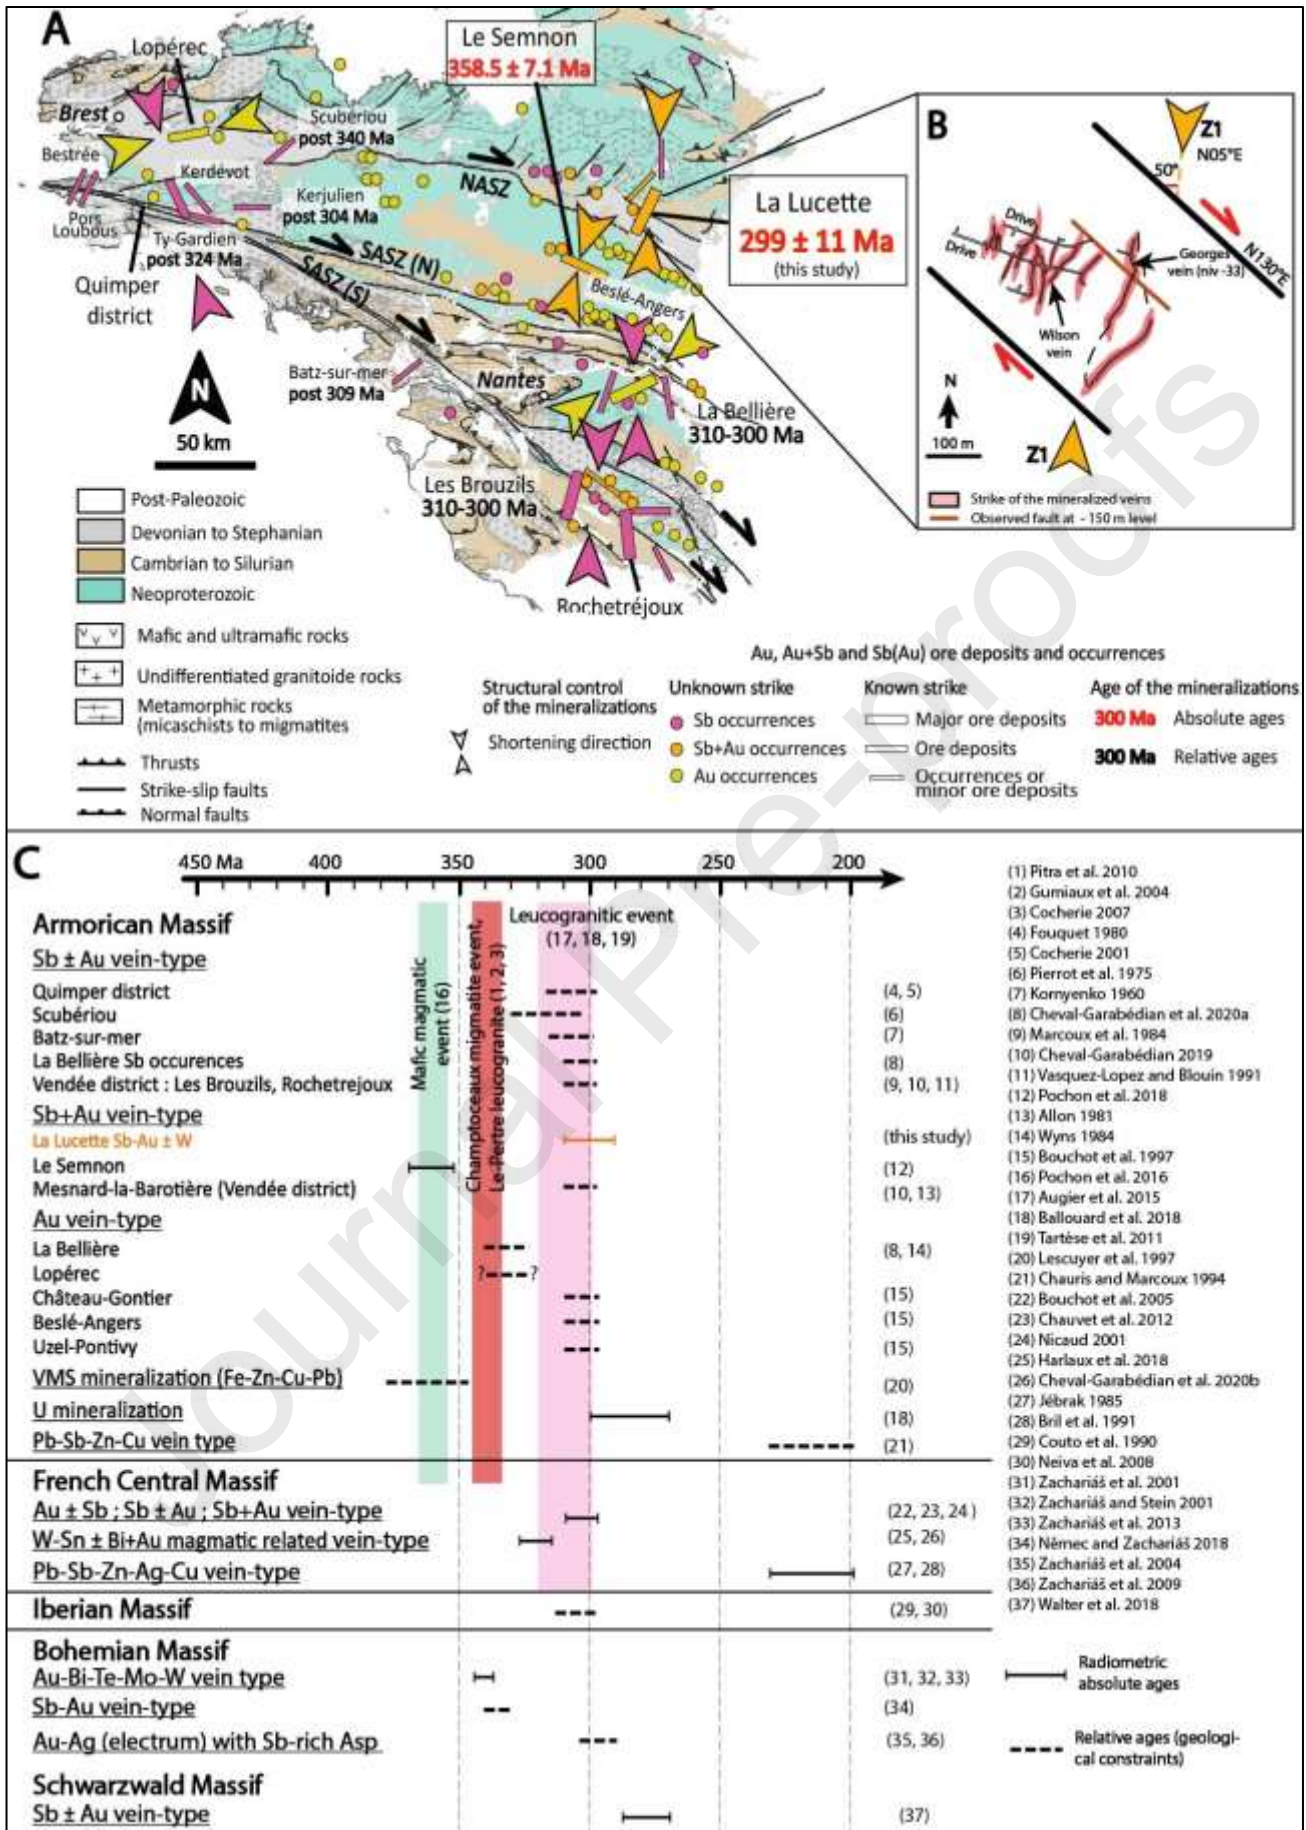 A
Lopérec
Le Semnon
358.5 ± 7.1 Ma
Brest
Scubériou
post 340 Ma
Bestrée
Kerdévot
NASZ
Kerjulien
post 304 Ma
Pors
Loubous
Ty-Gardien
post 324 Ma
SASZ (N)
SASZ (S)
Quimper
district
La Lucette
299 ± 11 Ma
(this study)
Beslé-Angers
Batz-sur-mer
post 309 Ma
Nantes
La Bellière
310-300 Ma
Les Brouzils
310-300 Ma
Rochetréjoux
N
50 km
B
Z1
N05°E
50°
N130°E
Drive
Drive
Georges
vein (niv -33)
Wilson
vein
N
100 m
Z1
Strike of the mineralized veins
Observed fault at - 150 m level
Post-Paleozoic
Devonian to Stephanian
Cambrian to Silurian
Neoproterozoic
Mafic and ultramafic rocks
Undifferentiated granitoide rocks
Metamorphic rocks
(micaschists to migmatites
Thrusts
Strike-slip faults
Normal faults
Au, Au+Sb and Sb(Au) ore deposits and occurrences
Structural control
of the mineralizations
Shortening direction
Unknown strike
Sb occurrences
Sb+Au occurrences
Au occurrences
Known strike
Major ore deposits
Ore deposits
Occurrences or
minor ore deposits
Age of the mineralizations
300 Ma Absolute ages
300 Ma Relative ages
C
450 Ma 400 350 300 250 200
Mafic magmatic
event (16)
Champtoceaux migmatite event,
Le-Pertre leucogranite (1, 2, 3)
Leucogranitic event
(17, 18, 19)
Armorican Massif
Sb ± Au vein-type
Quimper district (4, 5)
Scubériou (6)
Batz-sur-mer (7)
La Bellière Sb occurences (8)
Vendée district : Les Brouzils, Rochetrejoux (9, 10, 11)
Sb+Au vein-type
La Lucette Sb-Au ± W (this study)
Le Semnon (12)
Mesnard-la-Barotière (Vendée district) (10, 13)
Au vein-type
La Bellière (8, 14)
Lopérec ? ?
Château-Gontier (15)
Beslé-Angers (15)
Uzel-Pontivy (15)
VMS mineralization (Fe-Zn-Cu-Pb) (20)
U mineralization (18)
Pb-Sb-Zn-Cu vein type (21)
French Central Massif
Au ± Sb ; Sb ± Au ; Sb+Au vein-type (22, 23, 24 )
W-Sn ± Bi+Au magmatic related vein-type (25, 26)
Pb-Sb-Zn-Ag-Cu vein-type (27, 28)
Iberian Massif (29, 30)
Bohemian Massif
Au-Bi-Te-Mo-W vein type (31, 32, 33)
Sb-Au vein-type (34)
Au-Ag (electrum) with Sb-rich Asp (35, 36)
Schwarzwald Massif
Sb ± Au vein-type (37)
(1) Pitra et al. 2010
(2) Gumiaux et al. 2004
(3) Cocherie 2007
(4) Fouquet 1980
(5) Cocherie 2001
(6) Pierrot et al. 1975
(7) Kornyenko 1960
(8) Cheval-Garabédian et al. 2020a
(9) Marcoux et al. 1984
(10) Cheval-Garabédian 2019
(11) Vasquez-Lopez and Blouin 1991
(12) Pochon et al. 2018
(13) Allon 1981
(14) Wyns 1984
(15) Bouchot et al. 1997
(16) Pochon et al. 2016
(17) Augier et al. 2015
(18) Ballouard et al. 2018
(19) Tartèse et al. 2011
(20) Lescuyer et al. 1997
(21) Chauris and Marcoux 1994
(22) Bouchot et al. 2005
(23) Chauvet et al. 2012
(24) Nicaud 2001
(25) Harlaux et al. 2018
(26) Cheval-Garabédian et al. 2020b
(27) Jébrak 1985
(28) Bril et al. 1991
(29) Couto et al. 1990
(30) Neiva et al. 2008
(31) Zachariáš et al. 2001
(32) Zachariáš and Stein 2001
(33) Zachariáš et al. 2013
(34) Němec and Zachariáš 2018
(35) Zachariáš et al. 2004
(36) Zachariáš et al. 2009
(37) Walter et al. 2018
Radiometric
absolute ages
Relative ages (geologi-
cal constraints)
Journal Pre-proofs